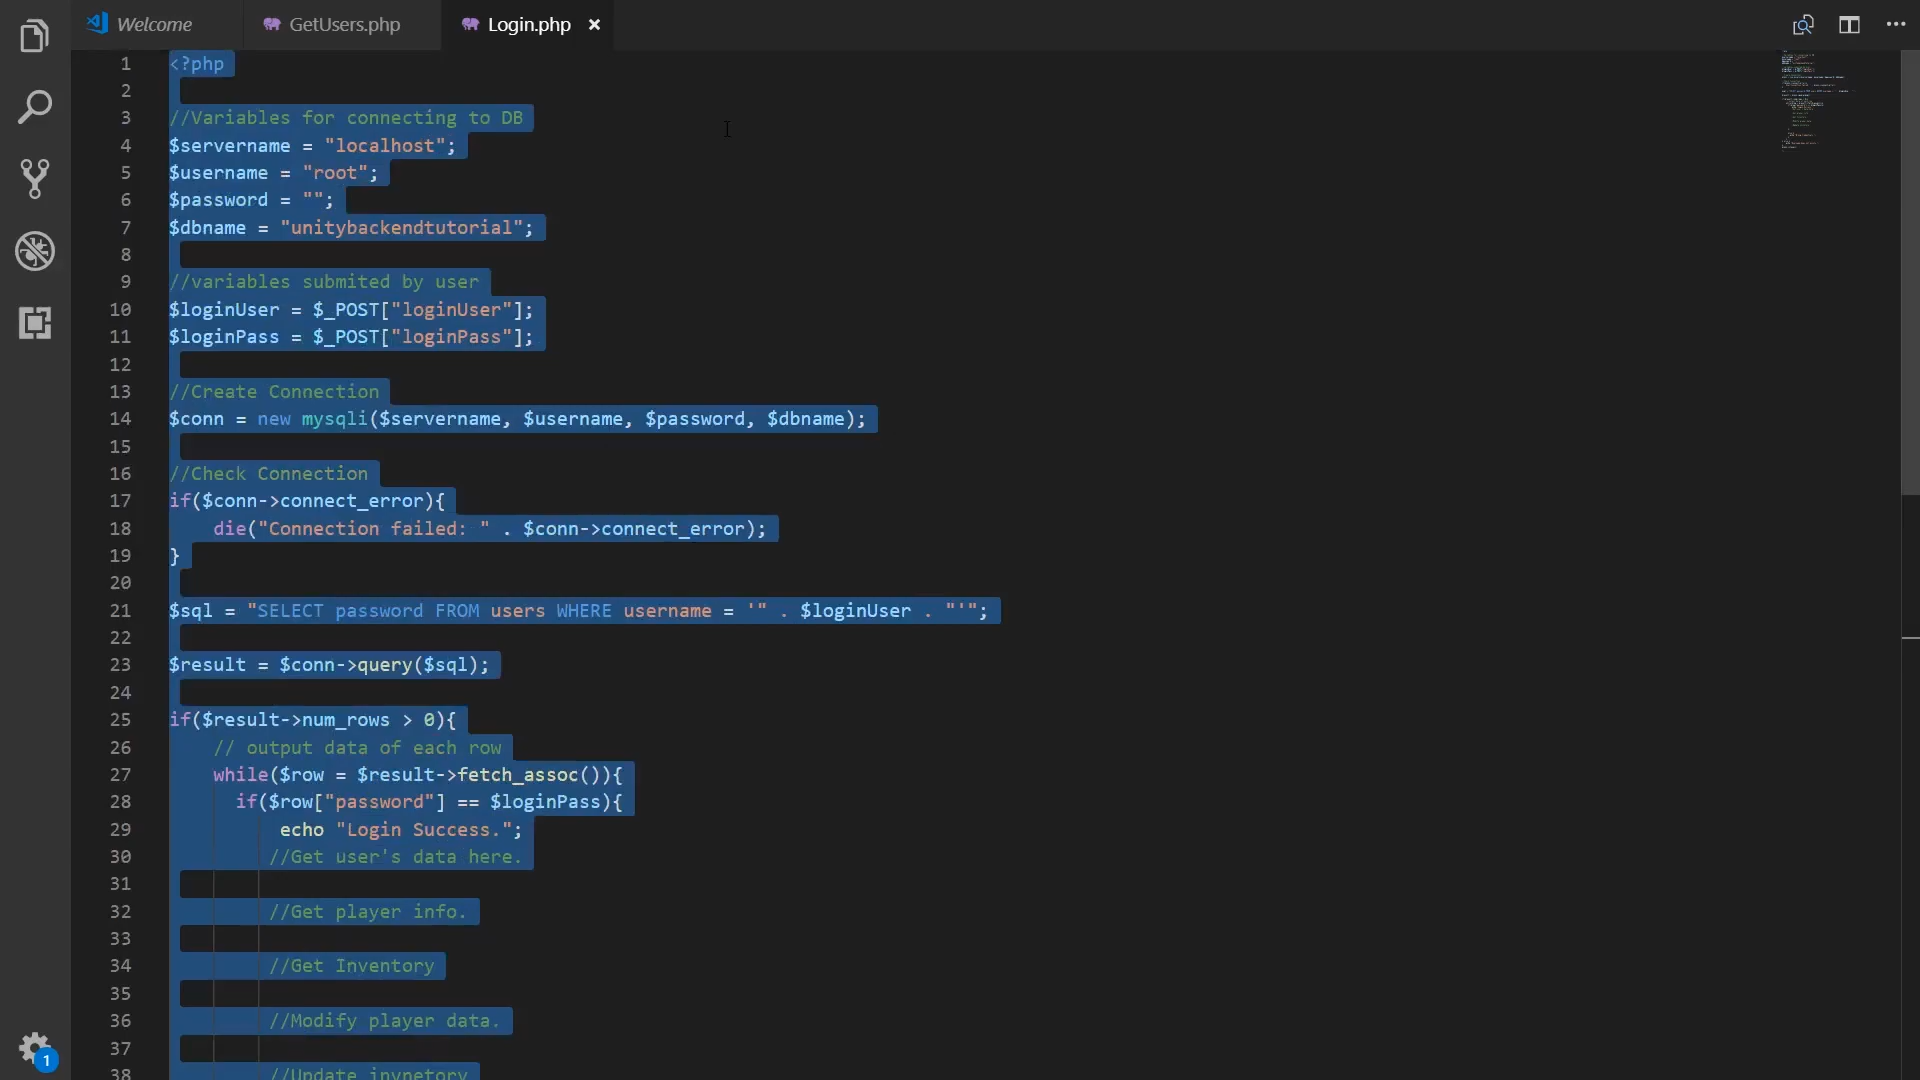 Welcome GetUsers.php Login.php ×
1 <?php
2
3 //Variables for connecting to DB
4 $servername = "localhost";
5 $username = "root";
6 $password = "";
7 $dbname = "unitybackendtutorial";
8
9 //variables submited by user
10 $loginUser = $_POST["loginUser"];
11 $loginPass = $_POST["loginPass"];
12
13 //Create Connection
14 $conn = new mysqli($servername, $username, $password, $dbname);
15
16 //Check Connection
17 if($conn->connect_error){
18 die("Connection failed: " . $conn->connect_error);
19 }
20
21 $sql = "SELECT password FROM users WHERE username = '" . $loginUser . "'";
22
23 $result = $conn->query($sql);
24
25 if($result->num_rows > 0){
26 // output data of each row
27 while($row = $result->fetch_assoc()){
28 if($row["password"] == $loginPass){
29 echo "Login Success.";
30 //Get user's data here.
31
32 //Get player info.
33
34 //Get Inventory
35
36 //Modify player data.
37
38 //Update invnetory
1